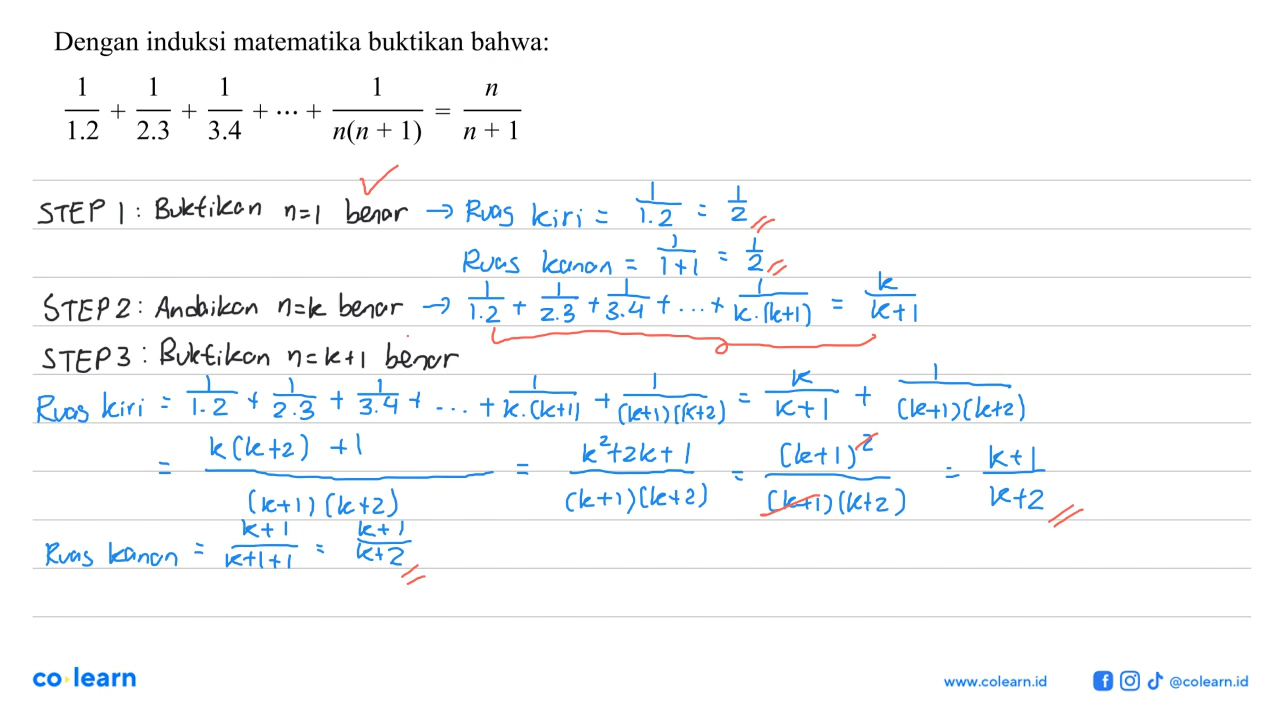 Dengan induksi matematika buktikan bahwa:
1/1.2 + 1/2.3 + 1/3.4 + ... + 1/n(n + 1) = n/n + 1
STEP 1 : Buktikan n=1 benar → Ruas kiri = 1/1.2 = 1/2
Ruas kanan = 1/1+1 = 1/2
STEP 2 : Andaikan n=k benar → 1/1.2 + 1/2.3 + 1/3.4 + ... + 1/k.(k+1) = k/k+1
STEP 3 : Buktikan n=k+1 benar
Ruas kiri = 1/1.2 + 1/2.3 + 1/3.4 + ... + 1/k.(k+1) + 1/(k+1)(k+2) = k/k+1 + 1/(k+1)(k+2)
= k(k+2) +1/(k+1)(k+2) = k²+2k+1/(k+1)(k+2) = (k+1)²/(k+1)(k+2) = k+1/k+2
Ruas kanan = k+1/k+1+1 = k+1/k+2
co·learn
www.colearn.id
@colearn.id